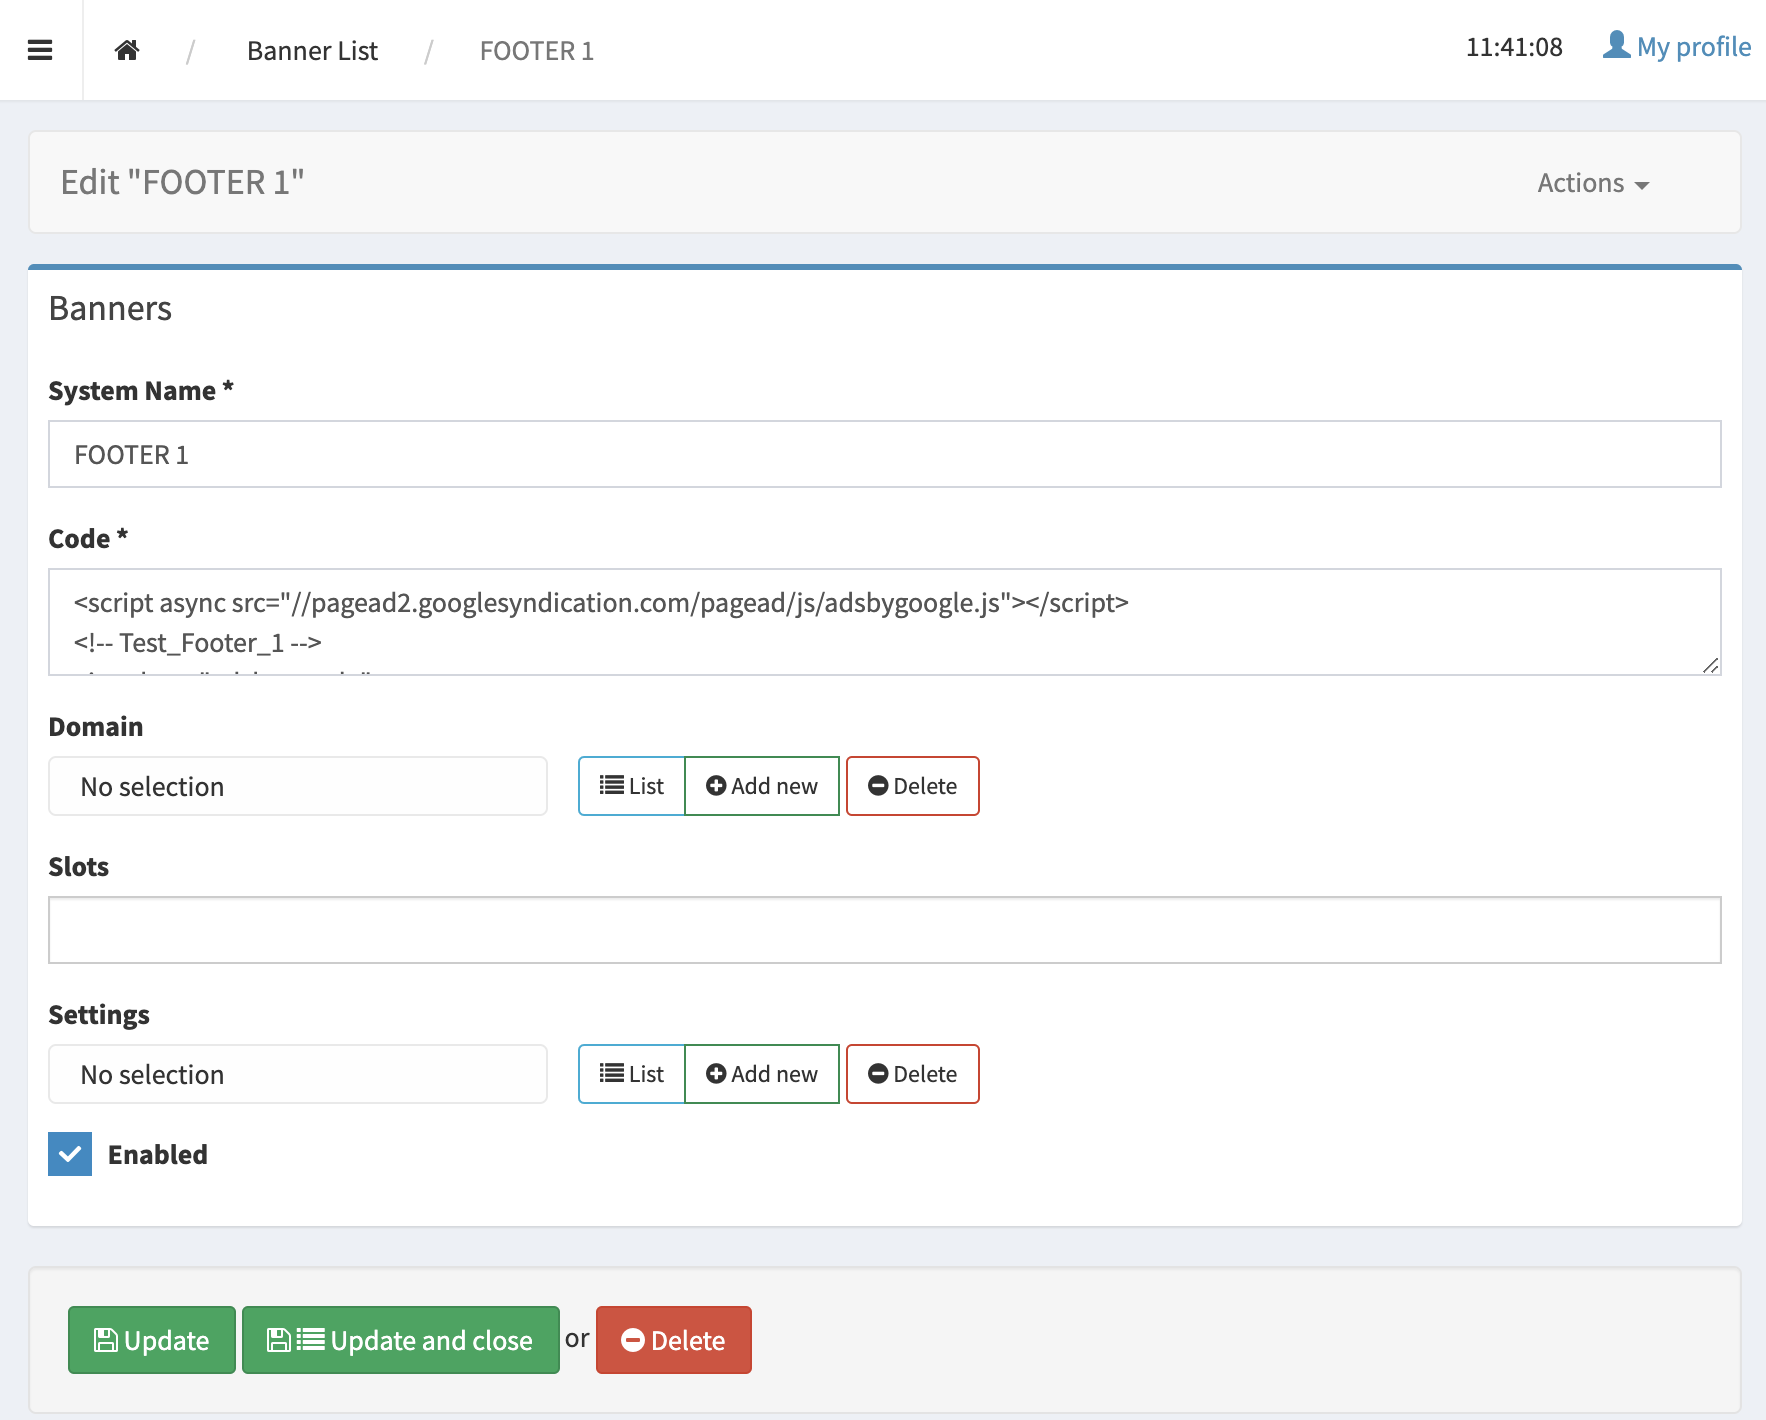 / Banner List / FOOTER 1 11:41:08 My profile
Edit "FOOTER 1" Actions
Banners
System Name *
FOOTER 1
Code *
<script async src="//pagead2.googlesyndication.com/pagead/js/adsbygoogle.js"></script>
<!-- Test_Footer_1 -->
Domain
No selection List Add new Delete
Slots
Settings
No selection List Add new Delete
Enabled
Update Update and close or Delete